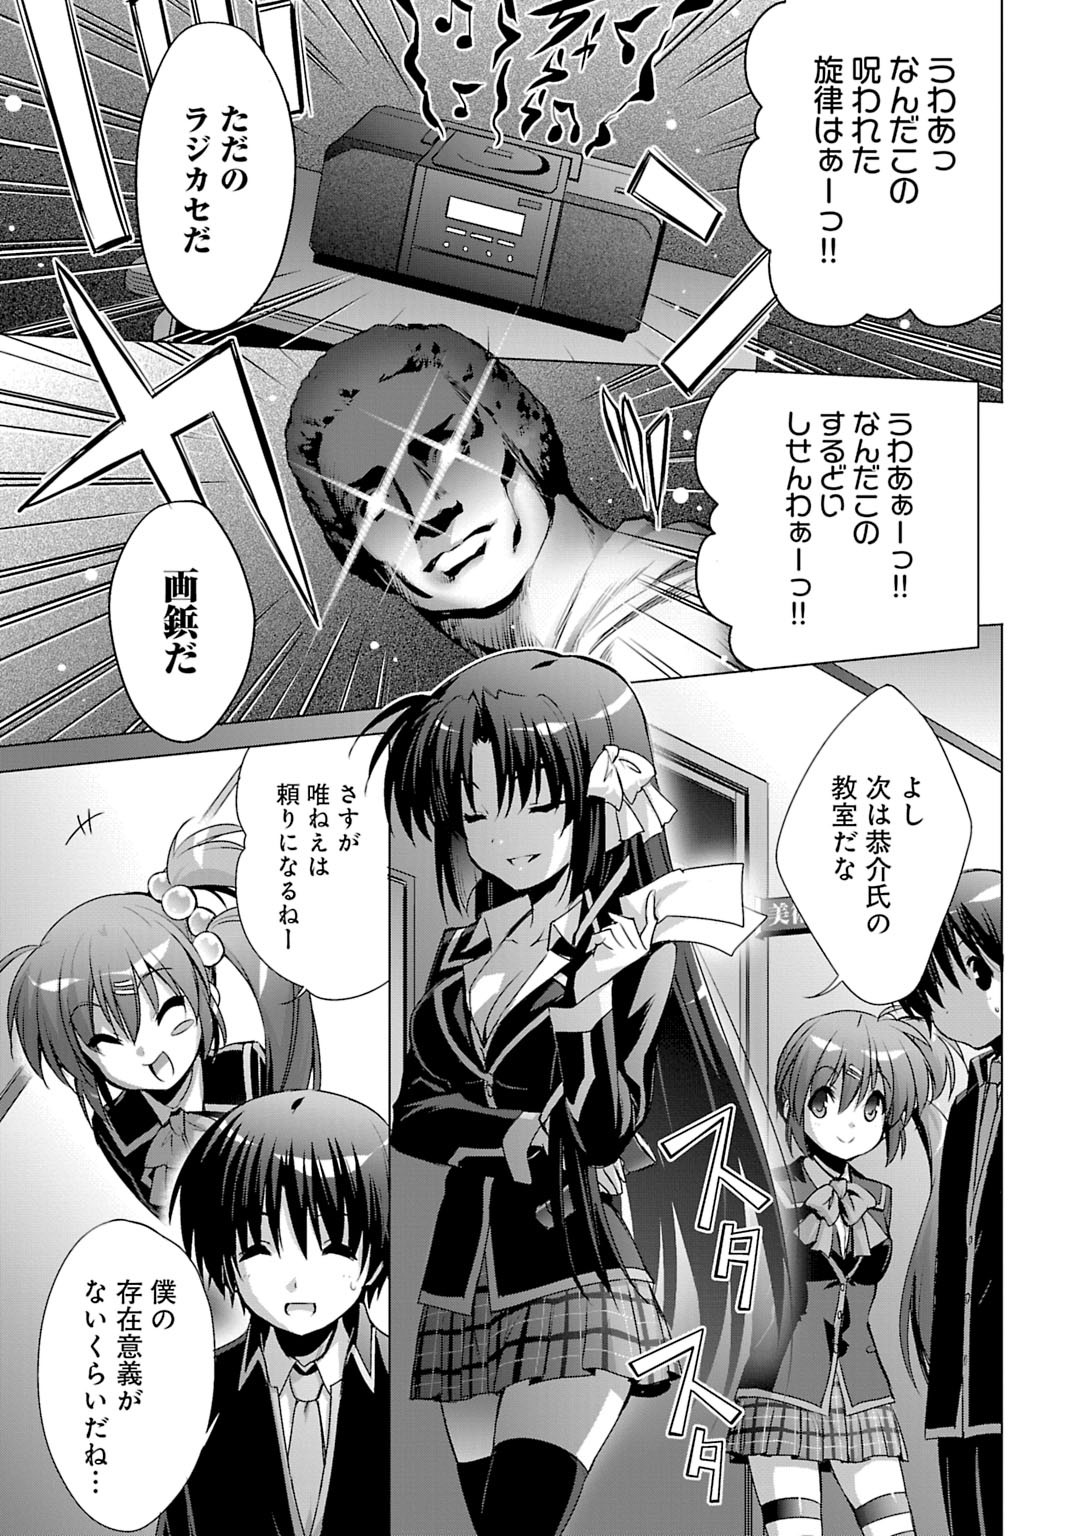 うわあっ
なんだこの
呪われた
旋律はぁーっ!!
ただの
ラジカセだ
うわあぁーっ!!
なんだこの
するどい
しせんわぁーっ!!
画鋲だ
よし
次は恭介氏の
教室だな
美術
さすが
唯ねえは
頼りになるねー
スタ
スタ
僕の
存在意義が
ないくらいだね…